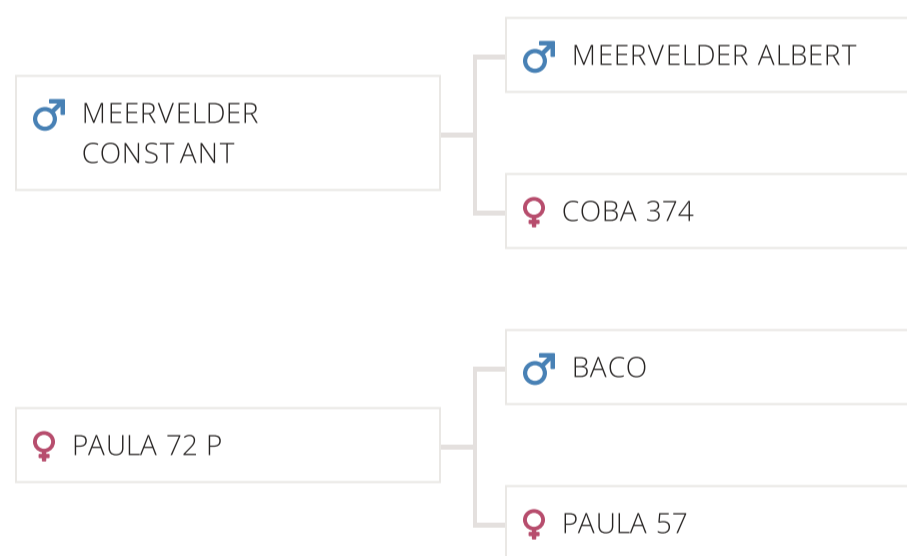 MEERVELDER ALBERT
MEERVELDER
CONSTANT
COBA 374
BACO
PAULA 72 P
PAULA 57